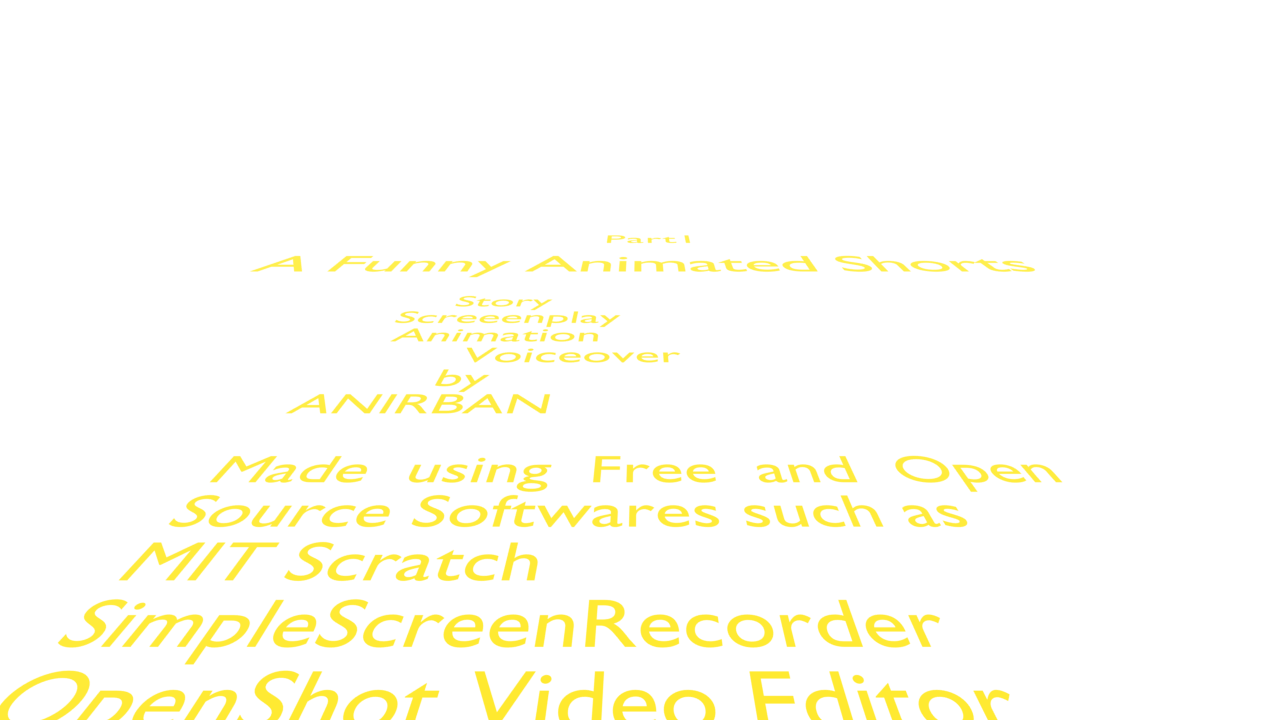 Part1
A Funny Animated Shorts
Story
Screeenplay
Animation
Voiceover
by
ANIRBAN
Made using Free and Open
Source Softwares such as
MIT Scratch
SimpleScreenRecorder
OpenShot Video Editor